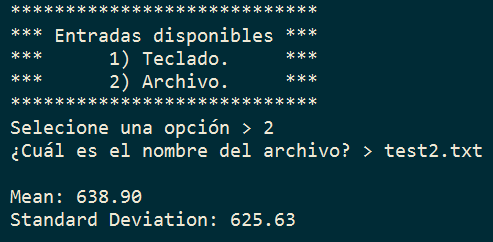 ****************************
*** Entradas disponibles ***
***      1) Teclado.     ***
***      2) Archivo.     ***
****************************
Selecione una opción > 2
¿Cuál es el nombre del archivo? > test2.txt
Mean: 638.90
Standard Deviation: 625.63